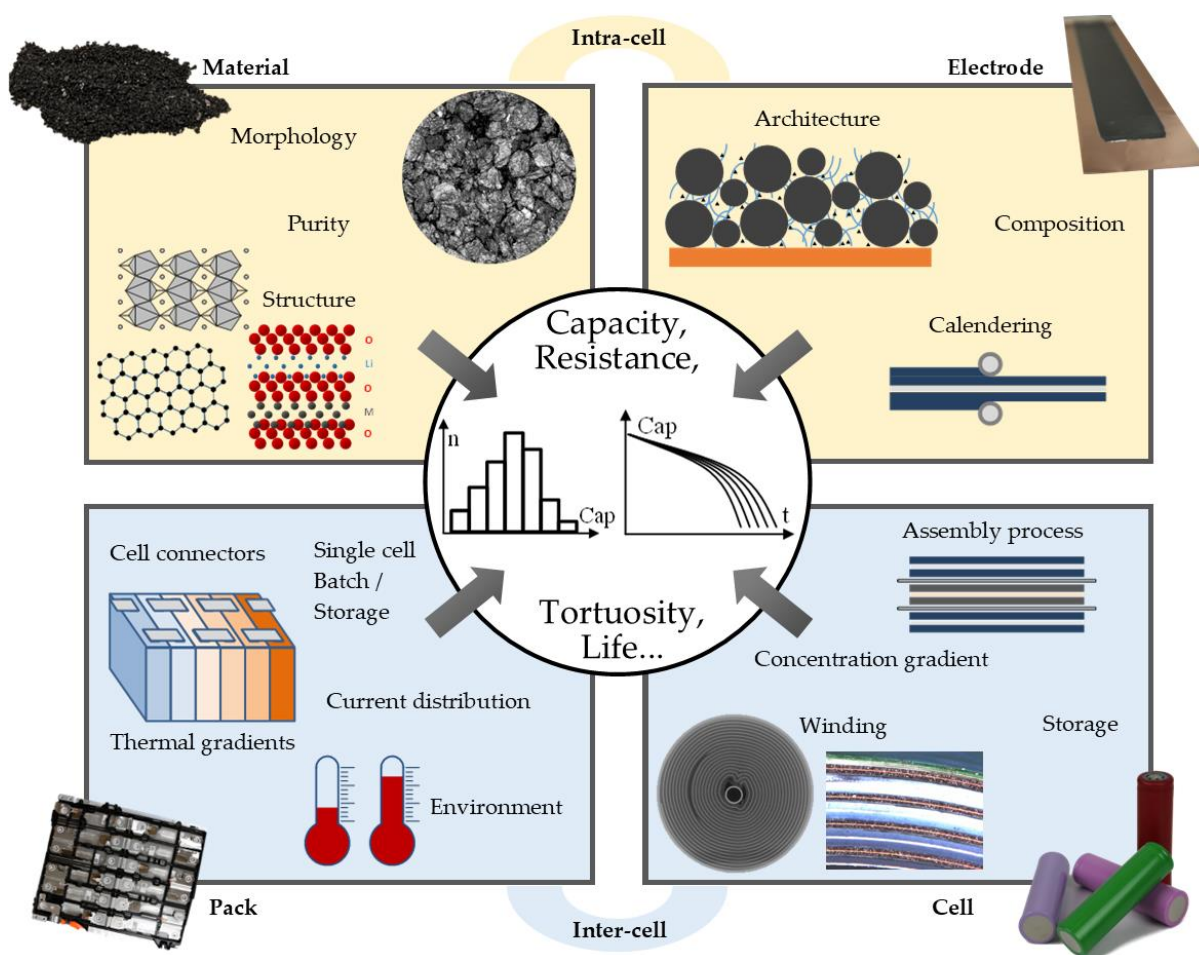 Intra-cell
Material
Electrode
Morphology
Purity
Structure
O
Li
O
M
O
Architecture
Composition
Calendering
Capacity,
Resistance,
n
Cap
Cap
t
Tortuosity,
Life...
Cell connectors
Single cell
Batch /
Storage
Current distribution
Thermal gradients
Environment
Assembly process
Concentration gradient
Winding
Storage
Pack
Cell
Inter-cell